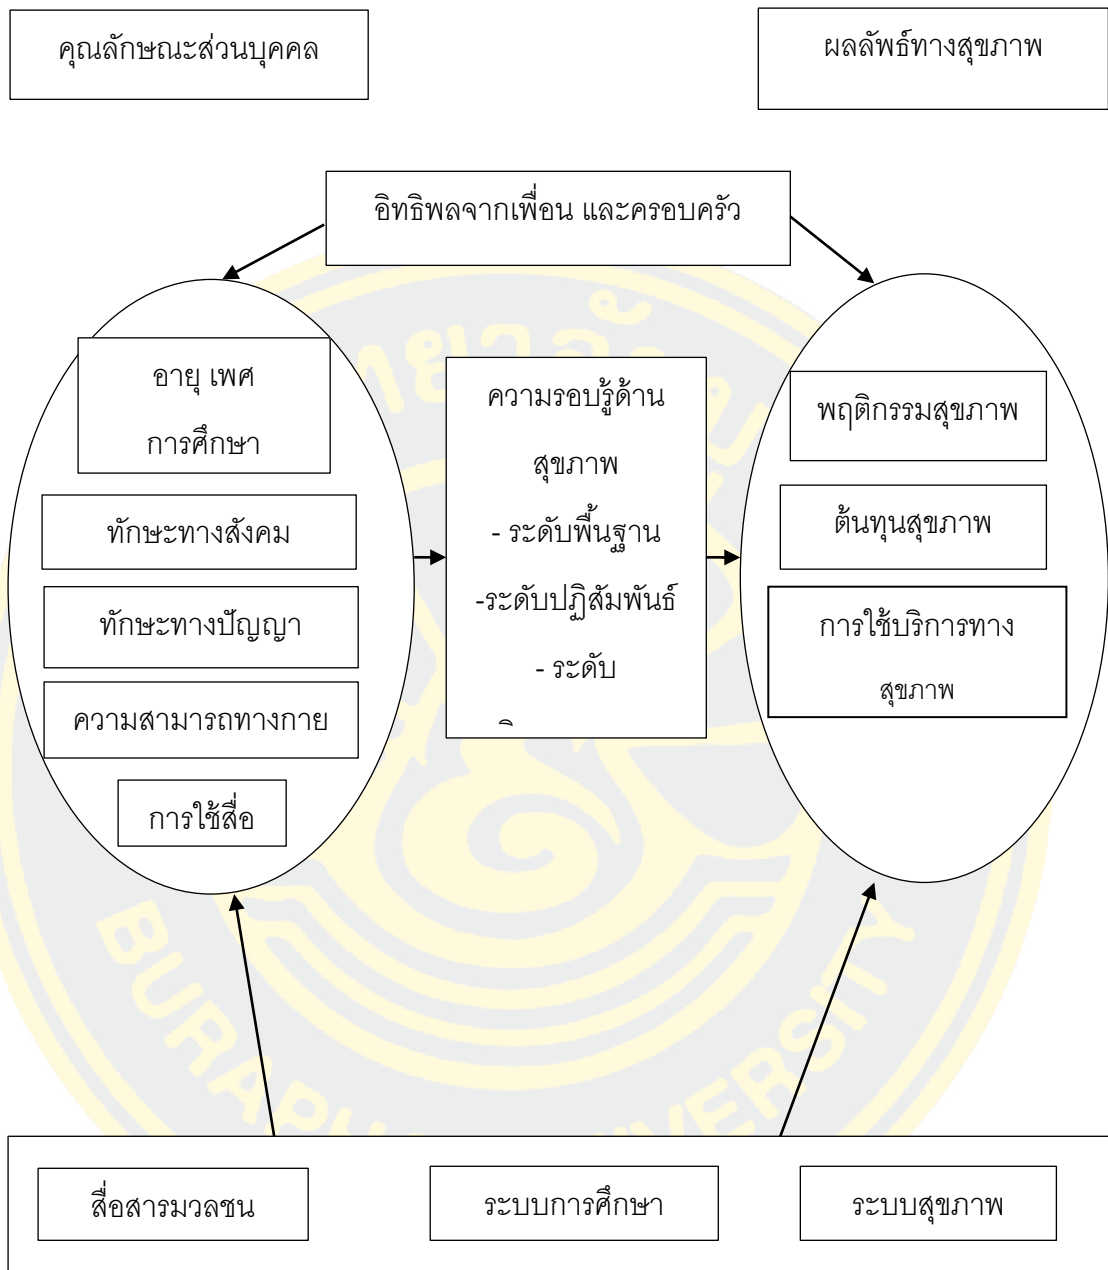 คุณลักษณะส่วนบุคคล
ผลลัพธ์ทางสุขภาพ
อิทธิพลจากเพื่อน และครอบครัว
อายุ เพศ
การศึกษา
ทักษะทางสังคม
ทักษะทางปัญญา
ความสามารถทางกาย
การใช้สื่อ
ความรอบรู้ด้าน
สุขภาพ
- ระดับพื้นฐาน
-ระดับปฏิสัมพันธ์
- ระดับ
พฤติกรรมสุขภาพ
ต้นทุนสุขภาพ
การใช้บริการทาง
สุขภาพ
สื่อสารมวลชน
ระบบการศึกษา
ระบบสุขภาพ
BURAPHA UNIVERSITY